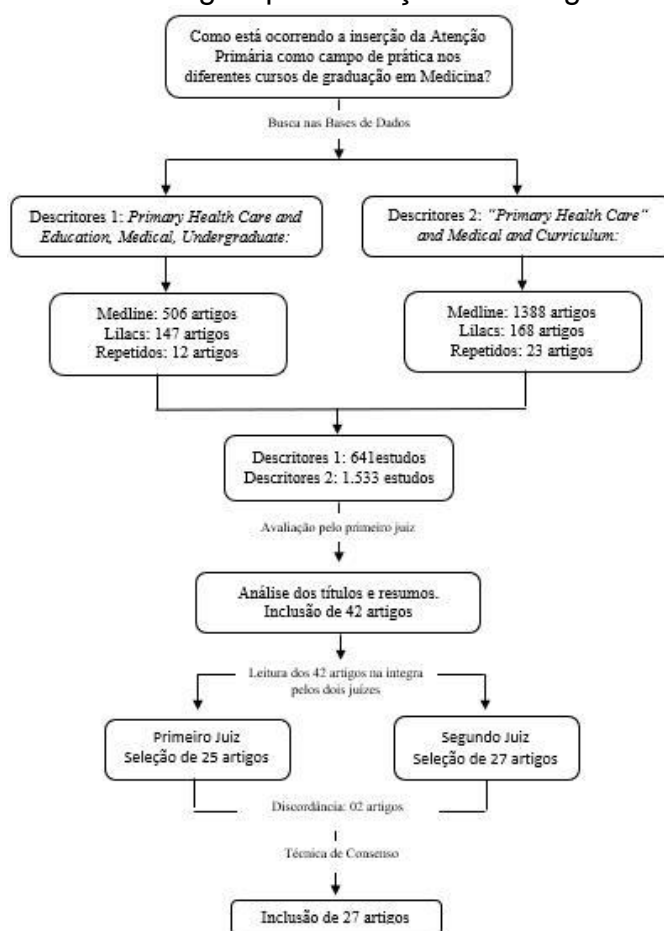 Como está ocorrendo a inserção da Atenção
Primária como campo de prática nos
diferentes cursos de graduação em Medicina?
Busca nas Bases de Dados
Descritores 1: Primary Health Care and
Education, Medical, Undergraduate:
Descritores 2: "Primary Health Care"
and Medical and Curriculum:
Medline: 506 artigos
Lilacs: 147 artigos
Repetidos: 12 artigos
Medline: 1388 artigos
Lilacs: 168 artigos
Repetidos: 23 artigos
Descritores 1: 641estudos
Descritores 2: 1.533 estudos
Avaliação pelo primeiro juiz
Análise dos títulos e resumos.
Inclusão de 42 artigos
Leitura dos 42 artigos na integra
pelos dois juízes
Primeiro Juiz
Seleção de 25 artigos
Segundo Juiz
Seleção de 27 artigos
Discordância: 02 artigos
Técnica de Consenso
Inclusão de 27 artigos